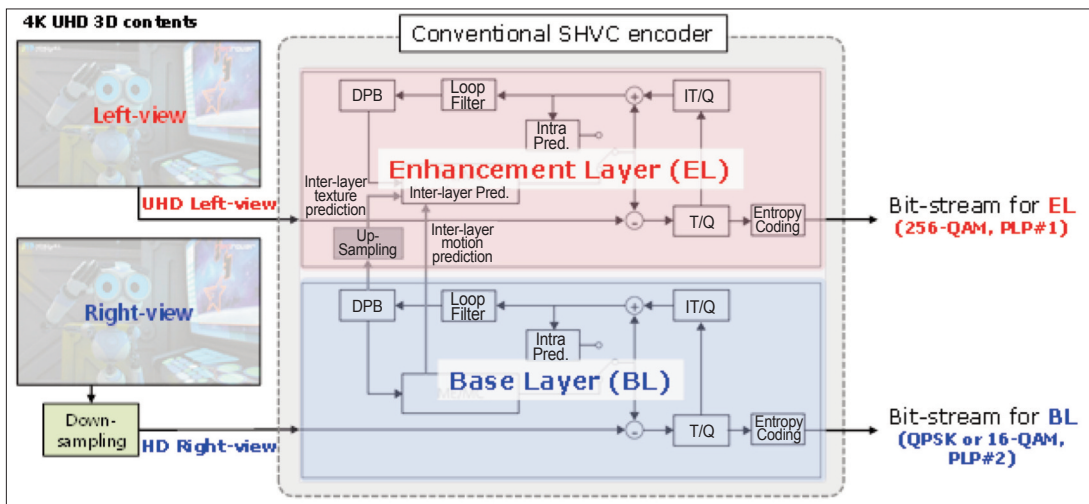 4K UHD 3D contents
Conventional SHVC encoder
Left-view
DPB
Loop
Filter
IT/Q
Intra
Pred.
Enhancement Layer (EL)
Inter-layer
texture
prediction
Inter-layer Pred.
UHD Left-view
Up-
Sampling
Inter-layer
motion
prediction
T/Q
Entropy
Coding
Bit-stream for EL
(256-QAM, PLP#1)
Right-view
DPB
Loop
Filter
IT/Q
Intra
Pred.
Base Layer (BL)
Down-
sampling
HD Right-view
T/Q
Entropy
Coding
Bit-stream for BL
(QPSK or 16-QAM,
PLP#2)